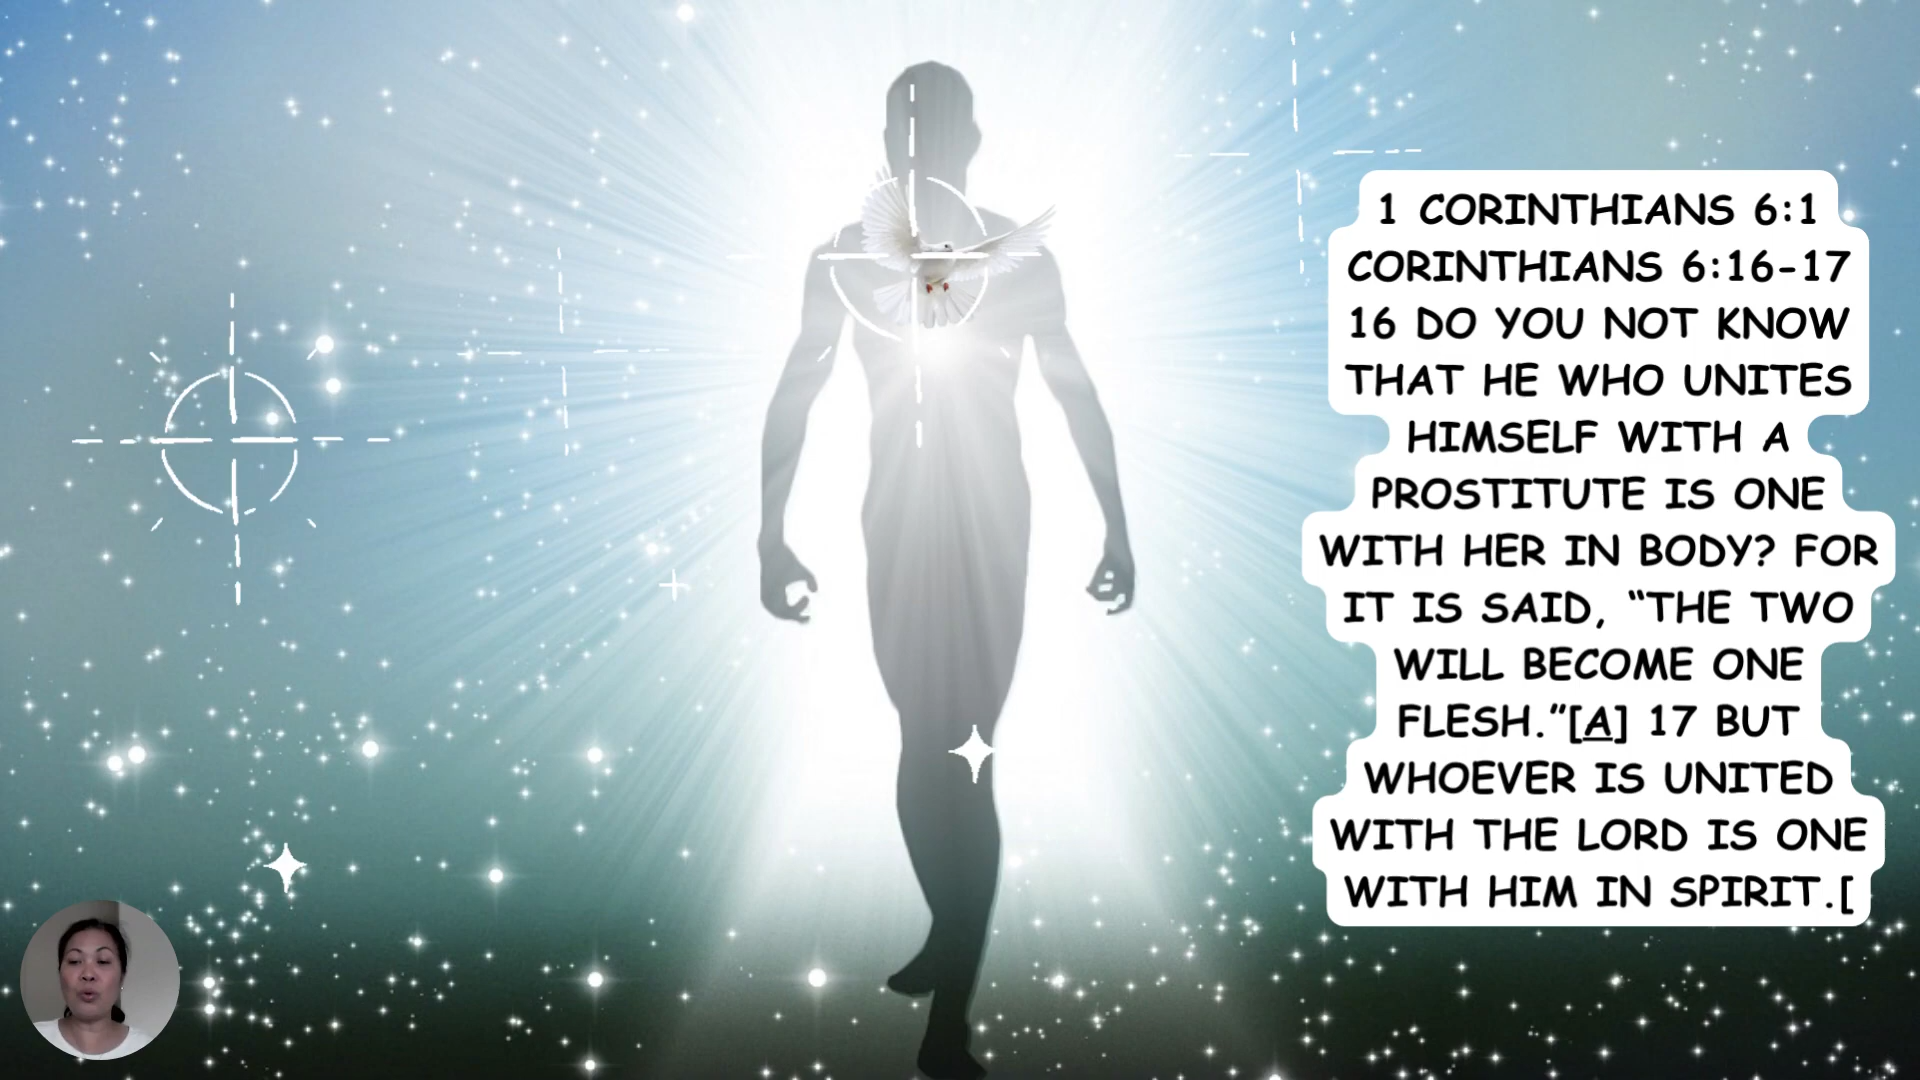 1 CORINTHIANS 6:1
CORINTHIANS 6:16-17
16 DO YOU NOT KNOW
THAT HE WHO UNITES
HIMSELF WITH A
PROSTITUTE IS ONE
WITH HER IN BODY? FOR
IT IS SAID, “THE TWO
WILL BECOME ONE
FLESH.”[A] 17 BUT
WHOEVER IS UNITED
WITH THE LORD IS ONE
WITH HIM IN SPIRIT.[